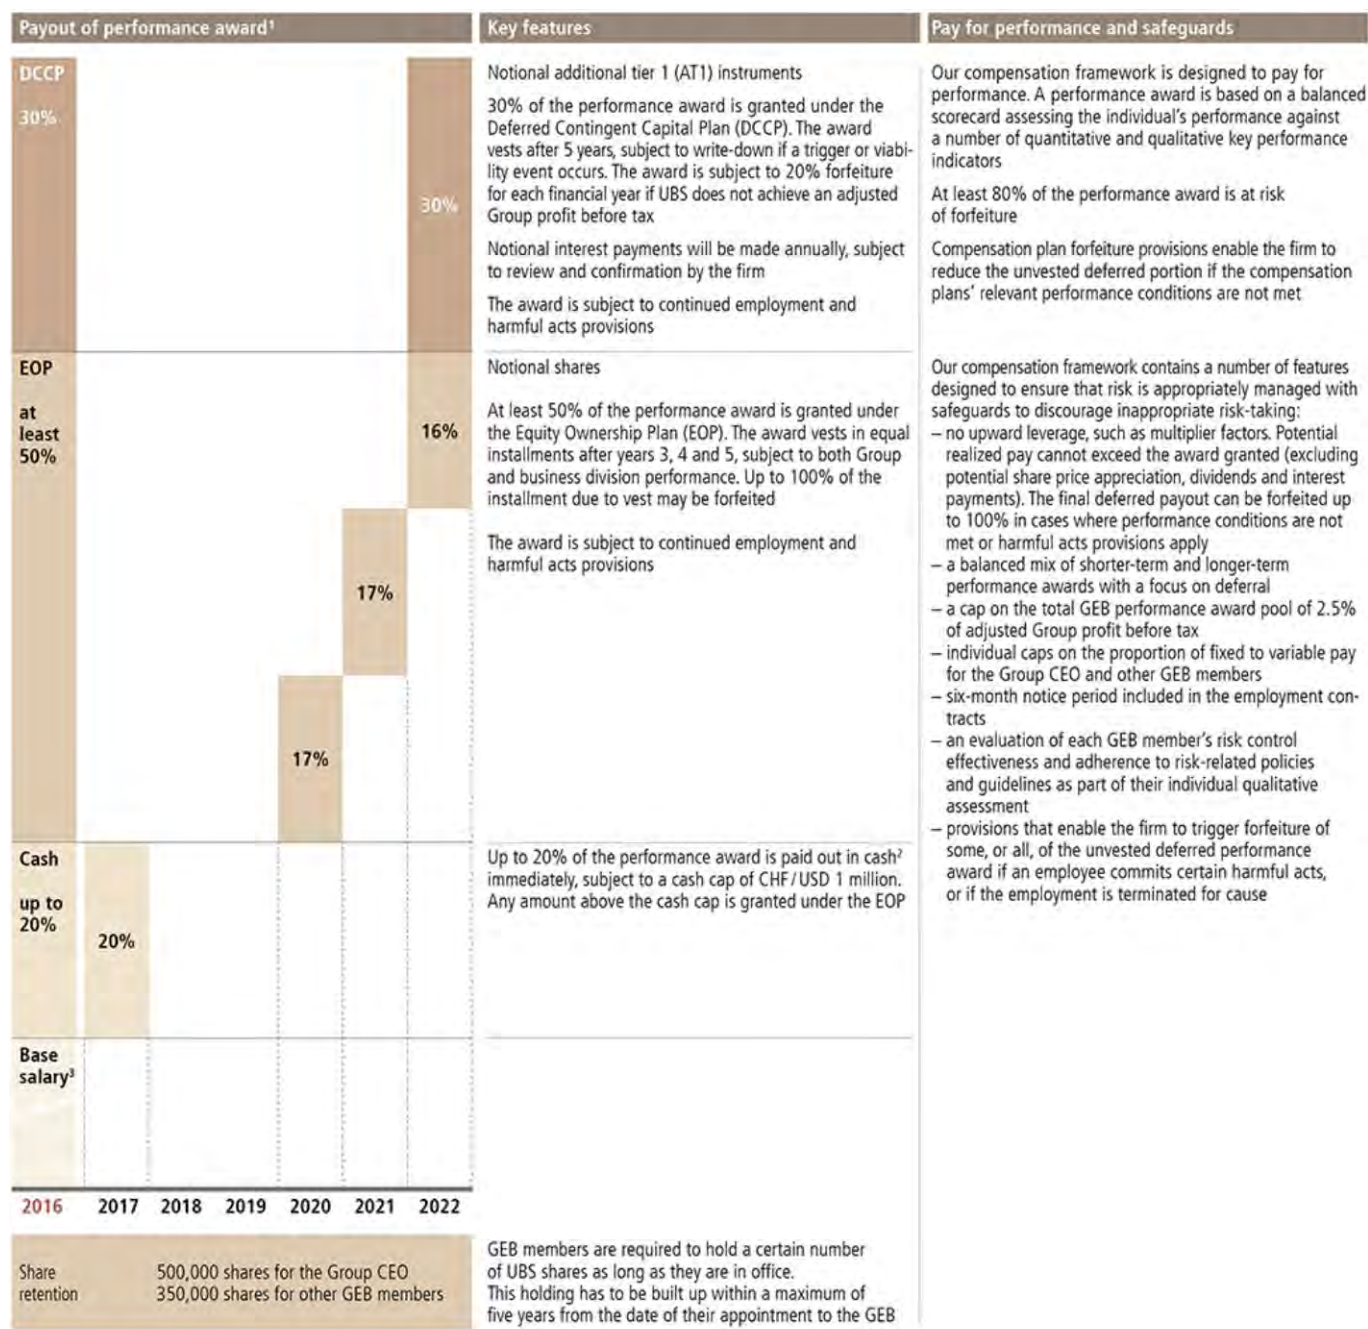 Payout of performance award¹
DCCP
30%
30%
EOP
at
least
50%
16%
17%
17%
Cash
up to
20%
20%
Base
salary³
2016 2017 2018 2019 2020 2021 2022
Share
retention
500,000 shares for the Group CEO
350,000 shares for other GEB members
Key features
Notional additional tier 1 (AT1) instruments
30% of the performance award is granted under the
Deferred Contingent Capital Plan (DCCP). The award
vests after 5 years, subject to write-down if a trigger or viabi-
lity event occurs. The award is subject to 20% forfeiture
for each financial year if UBS does not achieve an adjusted
Group profit before tax
Notional interest payments will be made annually, subject
to review and confirmation by the firm
The award is subject to continued employment and
harmful acts provisions
Notional shares
At least 50% of the performance award is granted under
the Equity Ownership Plan (EOP). The award vests in equal
installments after years 3, 4 and 5, subject to both Group
and business division performance. Up to 100% of the
installment due to vest may be forfeited
The award is subject to continued employment and
harmful acts provisions
Up to 20% of the performance award is paid out in cash²
immediately, subject to a cash cap of CHF / USD 1 million.
Any amount above the cash cap is granted under the EOP
GEB members are required to hold a certain number
of UBS shares as long as they are in office.
This holding has to be built up within a maximum of
five years from the date of their appointment to the GEB
Pay for performance and safeguards
Our compensation framework is designed to pay for
performance. A performance award is based on a balanced
scorecard assessing the individual's performance against
a number of quantitative and qualitative key performance
indicators
At least 80% of the performance award is at risk
of forfeiture
Compensation plan forfeiture provisions enable the firm to
reduce the unvested deferred portion if the compensation
plans' relevant performance conditions are not met
Our compensation framework contains a number of features
designed to ensure that risk is appropriately managed with
safeguards to discourage inappropriate risk-taking:
– no upward leverage, such as multiplier factors. Potential
realized pay cannot exceed the award granted (excluding
potential share price appreciation, dividends and interest
payments). The final deferred payout can be forfeited up
to 100% in cases where performance conditions are not
met or harmful acts provisions apply
– a balanced mix of shorter-term and longer-term
performance awards with a focus on deferral
– a cap on the total GEB performance award pool of 2.5%
of adjusted Group profit before tax
– individual caps on the proportion of fixed to variable pay
for the Group CEO and other GEB members
– six-month notice period included in the employment con-
tracts
– an evaluation of each GEB member's risk control
effectiveness and adherence to risk-related policies
and guidelines as part of their individual qualitative
assessment
– provisions that enable the firm to trigger forfeiture of
some, or all, of the unvested deferred performance
award if an employee commits certain harmful acts,
or if the employment is terminated for cause